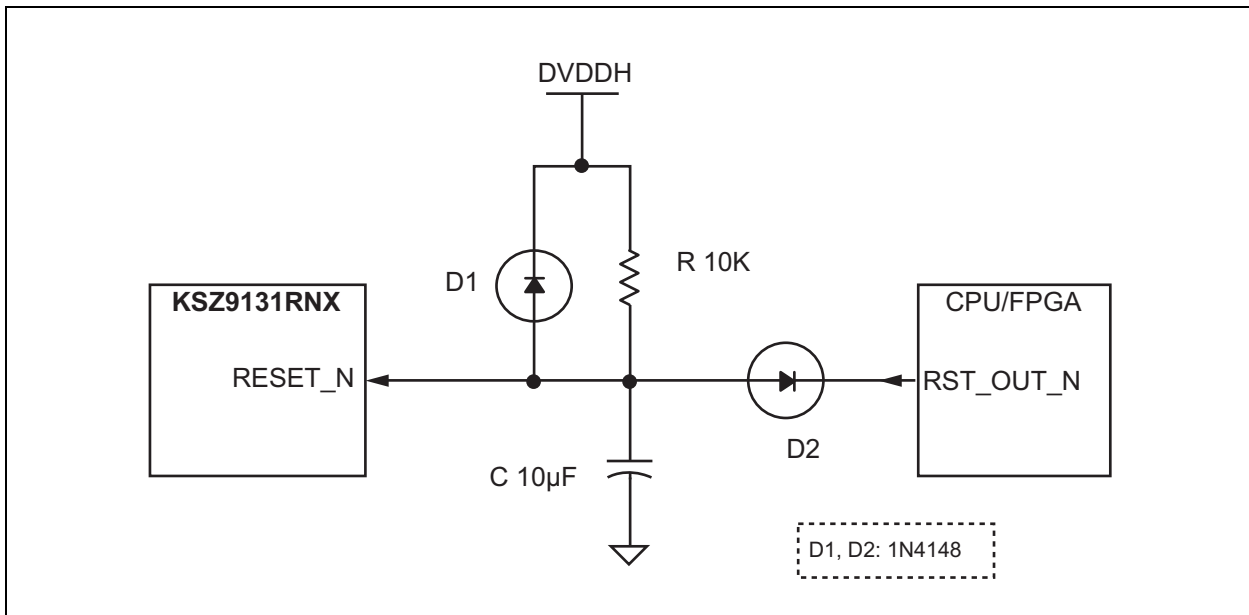 DVDDH
D1
R 10K
KSZ9131RNX
CPU/FPGA
RESET_N
RST_OUT_N
D2
C 10µF
D1, D2: 1N4148